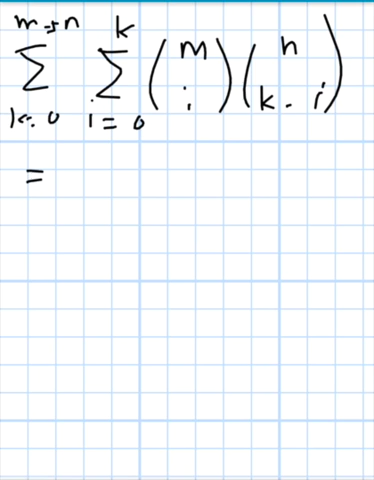 m+n k
∑ ∑ (m i) (n k-i)
k=0 i=0
=